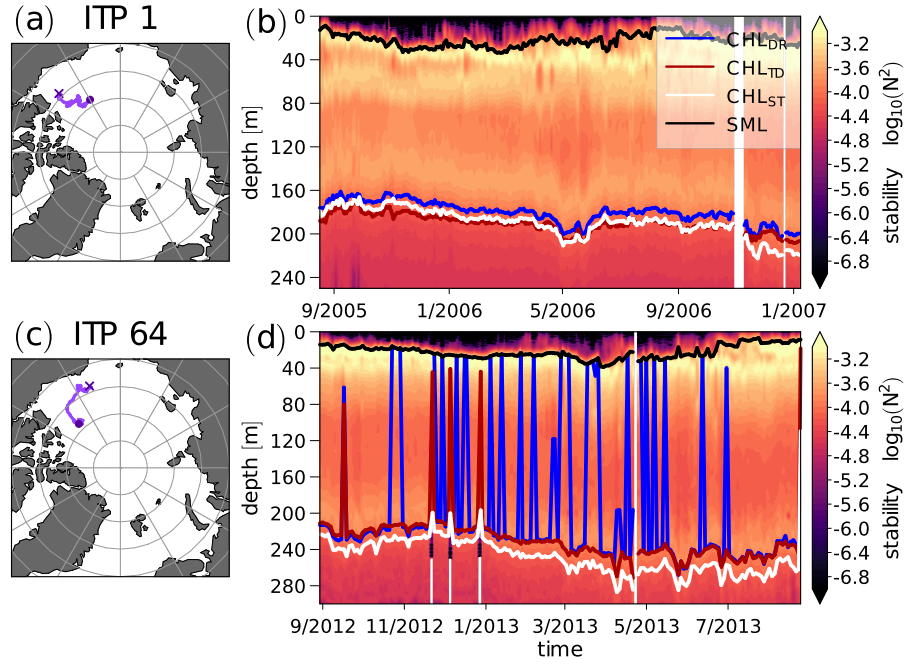 (a) ITP 1
(b)
0
40
80
120
160
200
240
depth [m]
CHL_DR
CHL_TD
CHL_ST
SML
9/2005 1/2006 5/2006 9/2006 1/2007
-3.2
-3.6
-4.0
-4.4
-4.8
-5.2
-5.6
-6.0
-6.4
-6.8
stability log₁₀(N²)
(c) ITP 64
(d)
0
40
80
120
160
200
240
280
depth [m]
9/2012 11/2012 1/2013 3/2013 5/2013 7/2013
time
-3.2
-3.6
-4.0
-4.4
-4.8
-5.2
-5.6
-6.0
-6.4
-6.8
stability log₁₀(N²)